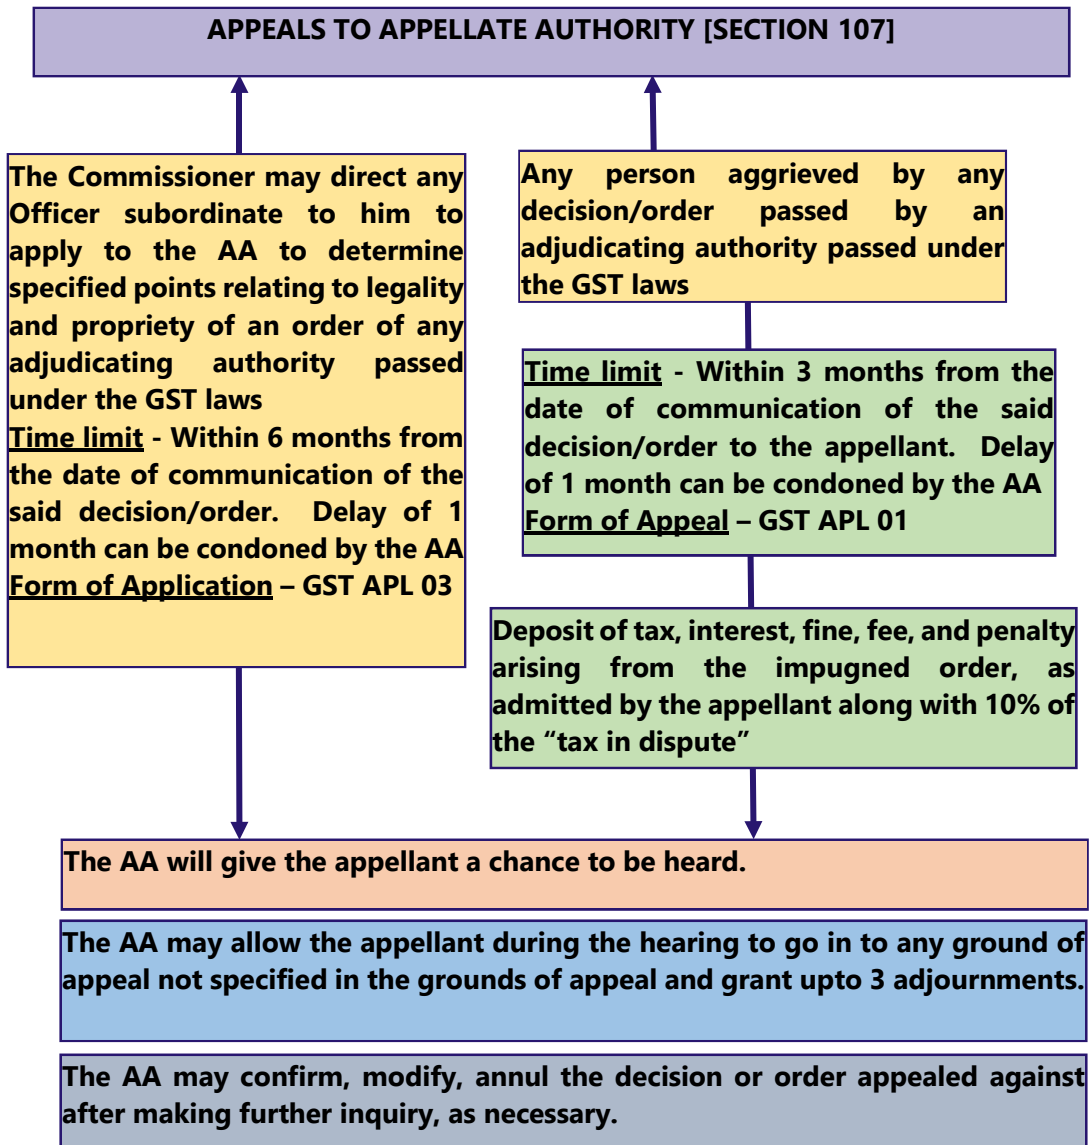 APPEALS TO APPELLATE AUTHORITY [SECTION 107]
The Commissioner may direct any
Officer subordinate to him to
apply to the AA to determine
specified points relating to legality
and propriety of an order of any
adjudicating authority passed
under the GST laws
Time limit - Within 6 months from
the date of communication of the
said decision/order. Delay of 1
month can be condoned by the AA
Form of Application – GST APL 03
Any person aggrieved by any
decision/order passed by an
adjudicating authority passed under
the GST laws
Time limit - Within 3 months from the
date of communication of the said
decision/order to the appellant. Delay
of 1 month can be condoned by the AA
Form of Appeal – GST APL 01
Deposit of tax, interest, fine, fee, and penalty
arising from the impugned order, as
admitted by the appellant along with 10% of
the “tax in dispute”
The AA will give the appellant a chance to be heard.
The AA may allow the appellant during the hearing to go in to any ground of
appeal not specified in the grounds of appeal and grant upto 3 adjournments.
The AA may confirm, modify, annul the decision or order appealed against
after making further inquiry, as necessary.